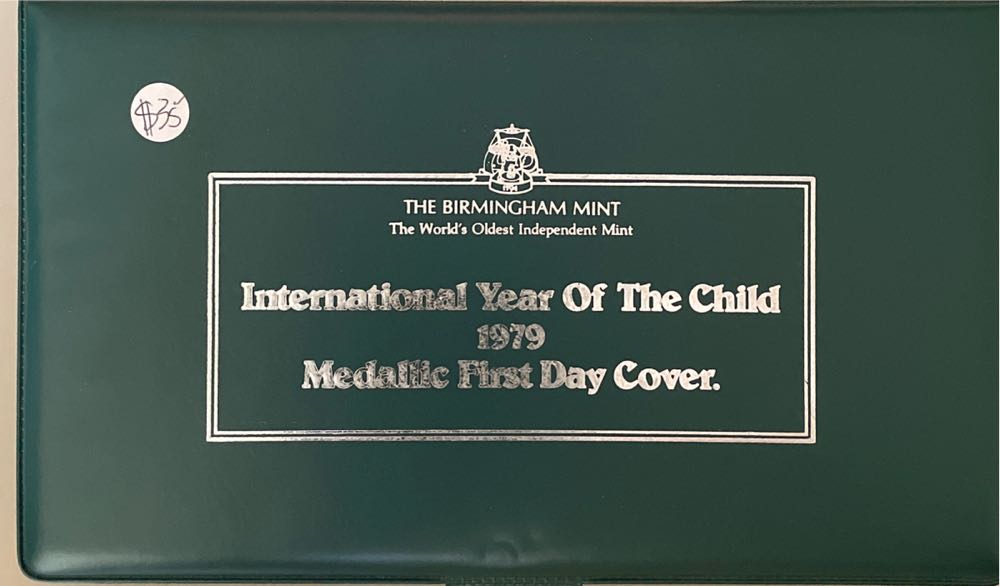 $35
1794
THE BIRMINGHAM MINT
The World's Oldest Independent Mint
International Year Of The Child
1979
Medallic First Day Cover.